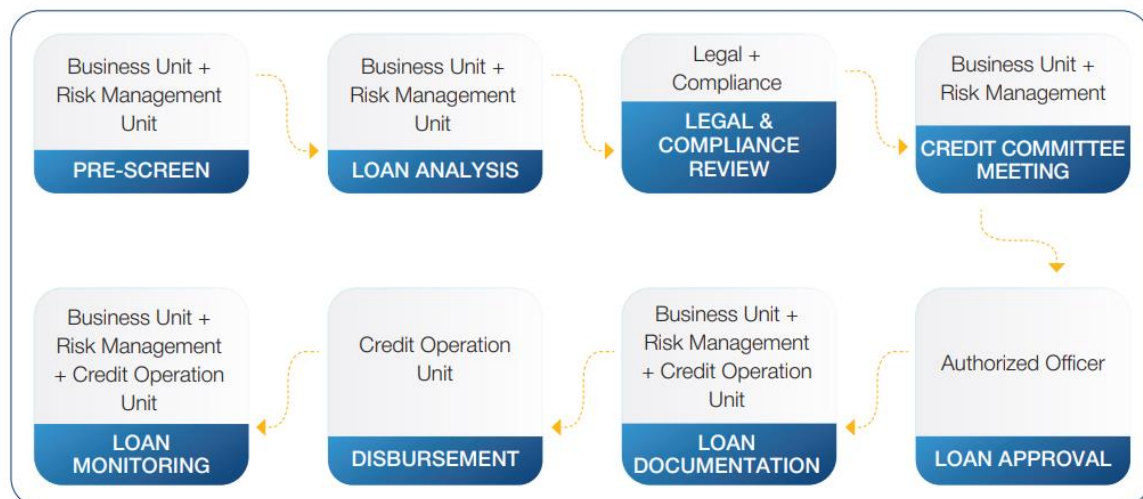 Business Unit +
Risk Management
Unit
PRE-SCREEN
Business Unit +
Risk Management
Unit
LOAN ANALYSIS
Legal +
Compliance
LEGAL &
COMPLIANCE
REVIEW
Business Unit +
Risk Management
CREDIT COMMITTEE
MEETING
Authorized Officer
LOAN APPROVAL
Business Unit +
Risk Management
+ Credit Operation
Unit
LOAN
DOCUMENTATION
Credit Operation
Unit
DISBURSEMENT
Business Unit +
Risk Management
+ Credit Operation
Unit
LOAN
MONITORING